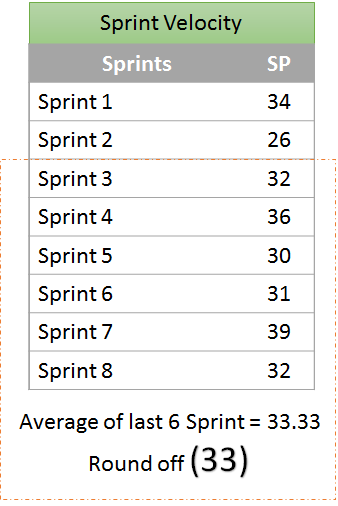 Sprint Velocity
Sprints SP
Sprint 1 34
Sprint 2 26
Sprint 3 32
Sprint 4 36
Sprint 5 30
Sprint 6 31
Sprint 7 39
Sprint 8 32
Average of last 6 Sprint = 33.33
Round off (33)